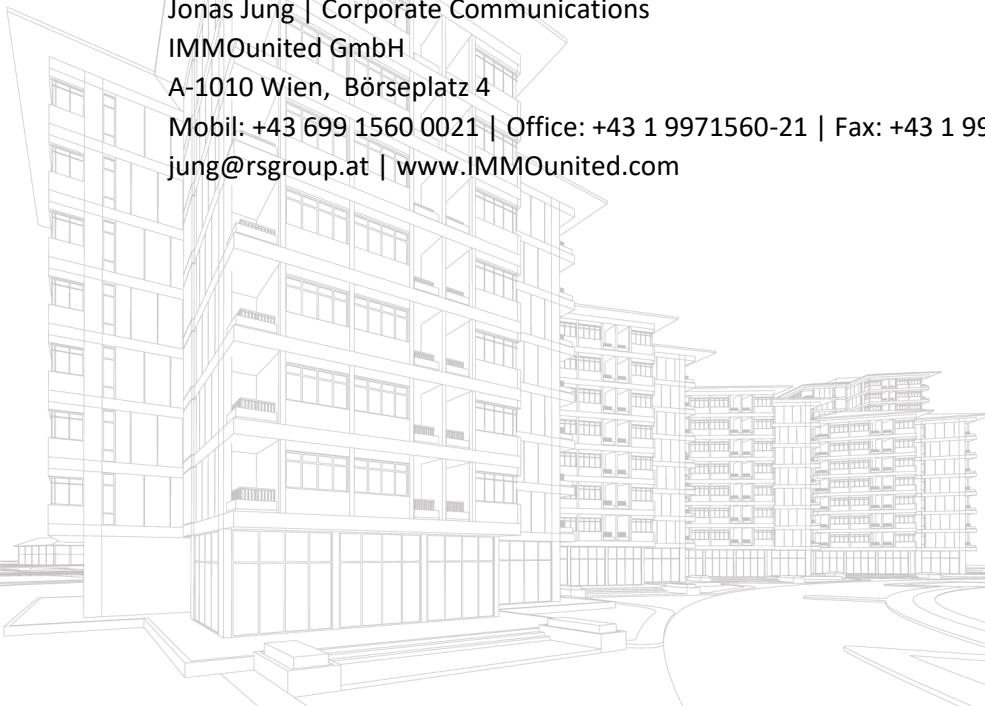 Jonas Jung | Corporate Communications
IMMOunited GmbH
A-1010 Wien, Börseplatz 4
Mobil: +43 699 1560 0021 | Office: +43 1 9971560-21 | Fax: +43 1 99
jung@rsgroup.at | www.IMMOunited.com